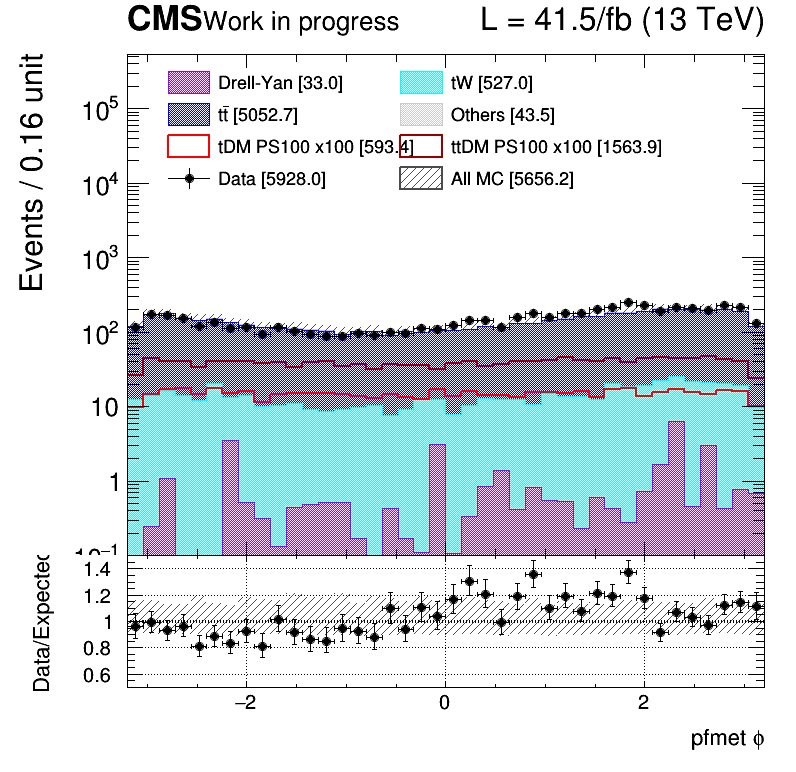 CMS Work in progress L = 41.5/fb (13 TeV)
Events / 0.16 unit
Drell-Yan [33.0] tW [527.0]
tt̄ [5052.7] Others [43.5]
tDM PS100 x100 [593.4] ttDM PS100 x100 [1563.9]
Data [5928.0] All MC [5656.2]
10⁵
10⁴
10³
10²
10
1
10⁻¹
Data/Expected
1.4
1.2
1
0.8
0.6
−2 0 2
pfmet ϕ